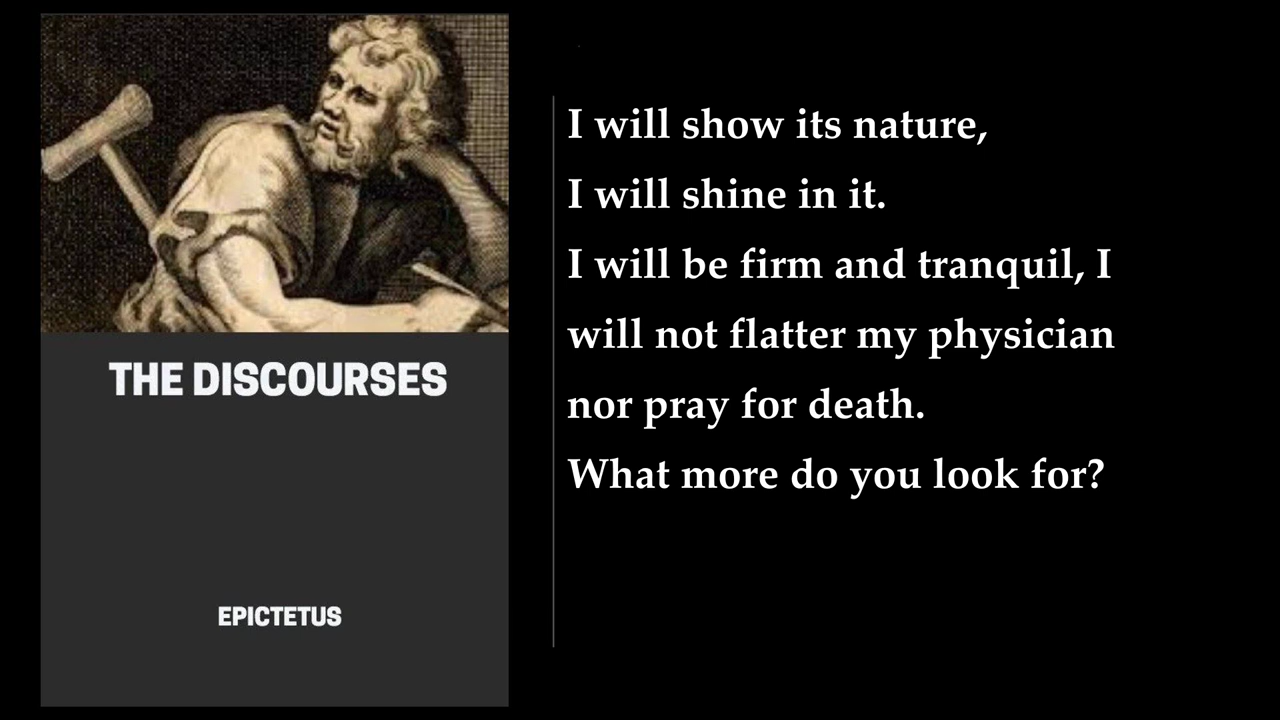 THE DISCOURSES
EPICTETUS
I will show its nature,
I will shine in it.
I will be firm and tranquil, I
will not flatter my physician
nor pray for death.
What more do you look for?